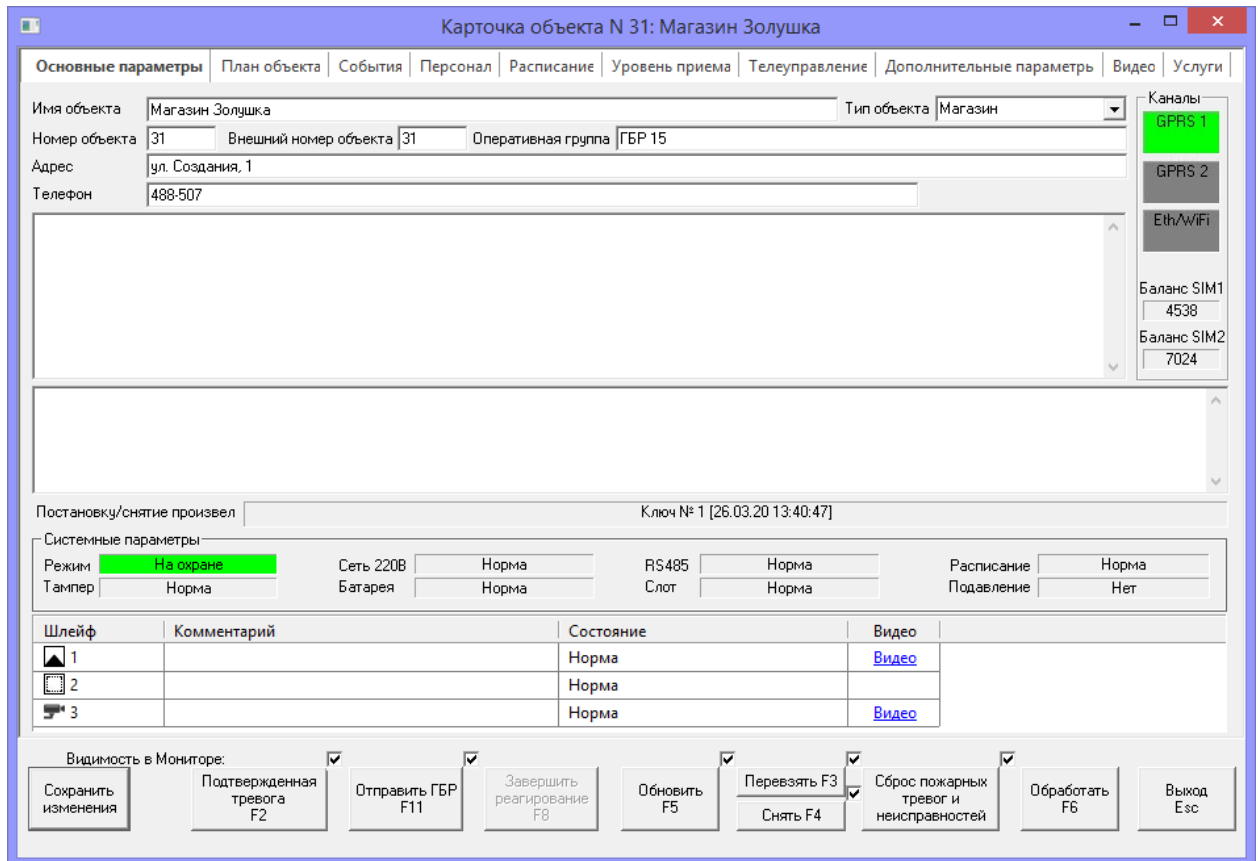 Карточка объекта N 31: Магазин Золушка
Основные параметры План объекта События Персонал Расписание Уровень приема Телеуправление Дополнительные параметрь Видео Услуги
Имя объекта Магазин Золушка Тип объекта Магазин
Номер объекта 31 Внешний номер объекта 31 Оперативная группа ГБР 15
Адрес ул. Создания, 1
Телефон 488-507
Каналы
GPRS 1
GPRS 2
Eth/WiFi
Баланс SIM1
4538
Баланс SIM2
7024
Постановку/снятие произвел Ключ № 1 [26.03.20 13:40:47]
Системные параметры
Режим На охране Сеть 220В Норма RS485 Норма Расписание Норма
Тампер Норма Батарея Норма Слот Норма Подавление Нет
Шлейф Комментарий Состояние Видео
1 Норма Видео
2 Норма
3 Норма Видео
Видимость в Мониторе:
Сохранить
изменения
Подтвержденная
тревога
F2
Отправить ГБР
F11
Завершить
реагирование
F8
Обновить
F5
Перевзять F3
Снять F4
Сброс пожарных
тревог и
неисправностей
Обработать
F6
Выход
Esc